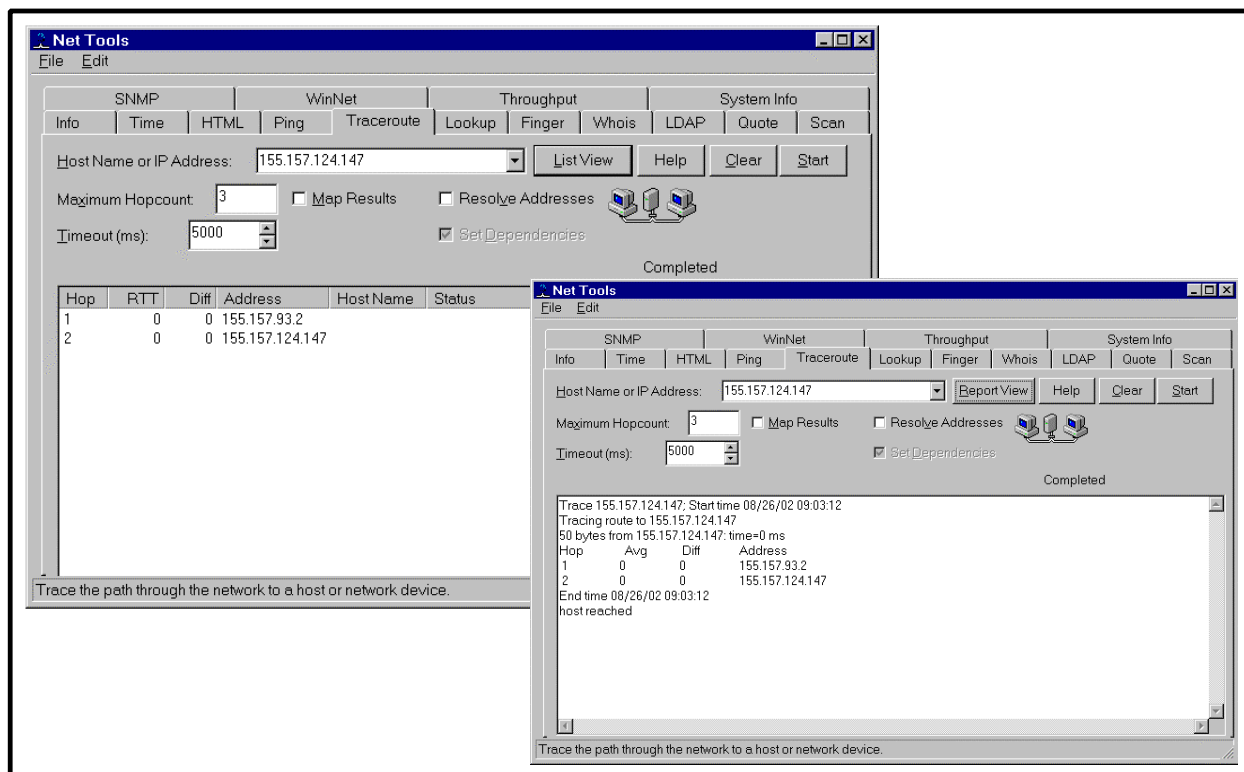 Net Tools
File Edit
SNMP WinNet Throughput System Info
Info Time HTML Ping Traceroute Lookup Finger Whois LDAP Quote Scan
Host Name or IP Address: 155.157.124.147 List View Help Clear Start
Maximum Hopcount: 3 Map Results Resolve Addresses
Timeout (ms): 5000 Set Dependencies
Completed
Hop RTT Diff Address Host Name Status
1 0 0 155.157.93.2
2 0 0 155.157.124.147
Trace the path through the network to a host or network device.
Net Tools
File Edit
SNMP WinNet Throughput System Info
Info Time HTML Ping Traceroute Lookup Finger Whois LDAP Quote Scan
Host Name or IP Address: 155.157.124.147 Report View Help Clear Start
Maximum Hopcount: 3 Map Results Resolve Addresses
Timeout (ms): 5000 Set Dependencies
Completed
Trace 155.157.124.147; Start time 08/26/02 09:03:12
Tracing route to 155.157.124.147
50 bytes from 155.157.124.147: time=0 ms
Hop Avg Diff Address
1 0 0 155.157.93.2
2 0 0 155.157.124.147
End time 08/26/02 09:03:12
host reached
Trace the path through the network to a host or network device.